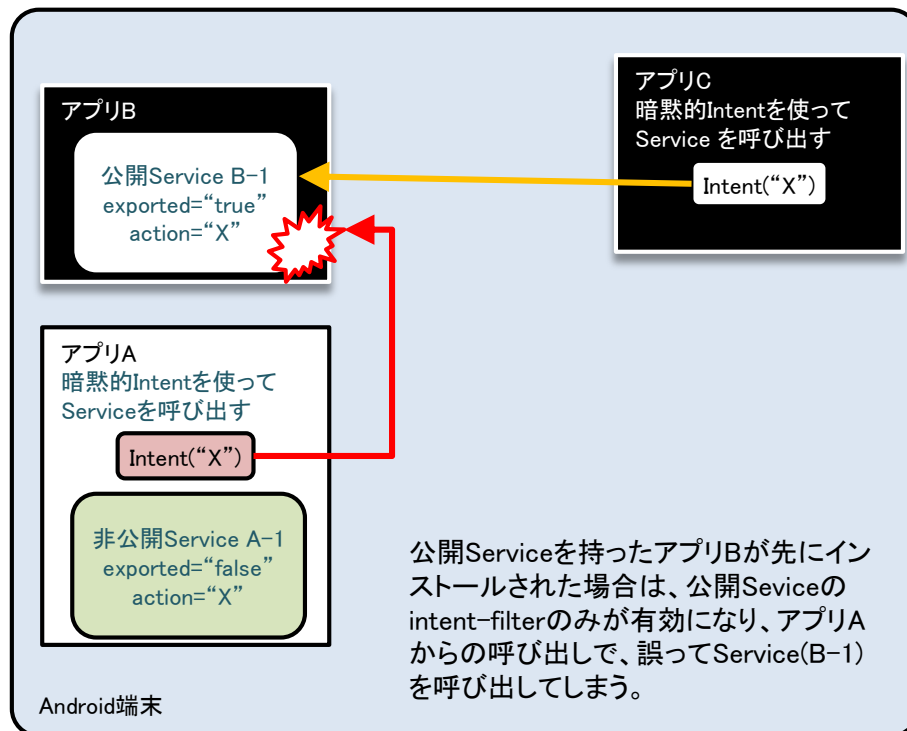 アプリB
公開Service B-1
exported=“true”
action=“X”
アプリC
暗黙的Intentを使って
Service を呼び出す
Intent(“X”)
アプリA
暗黙的Intentを使って
Serviceを呼び出す
Intent(“X”)
非公開Service A-1
exported=“false”
action=“X”
公開Serviceを持ったアプリBが先にイン
ストールされた場合は、公開Seviceの
intent-filterのみが有効になり、アプリA
からの呼び出しで、誤ってService(B-1)
を呼び出してしまう。
Android端末